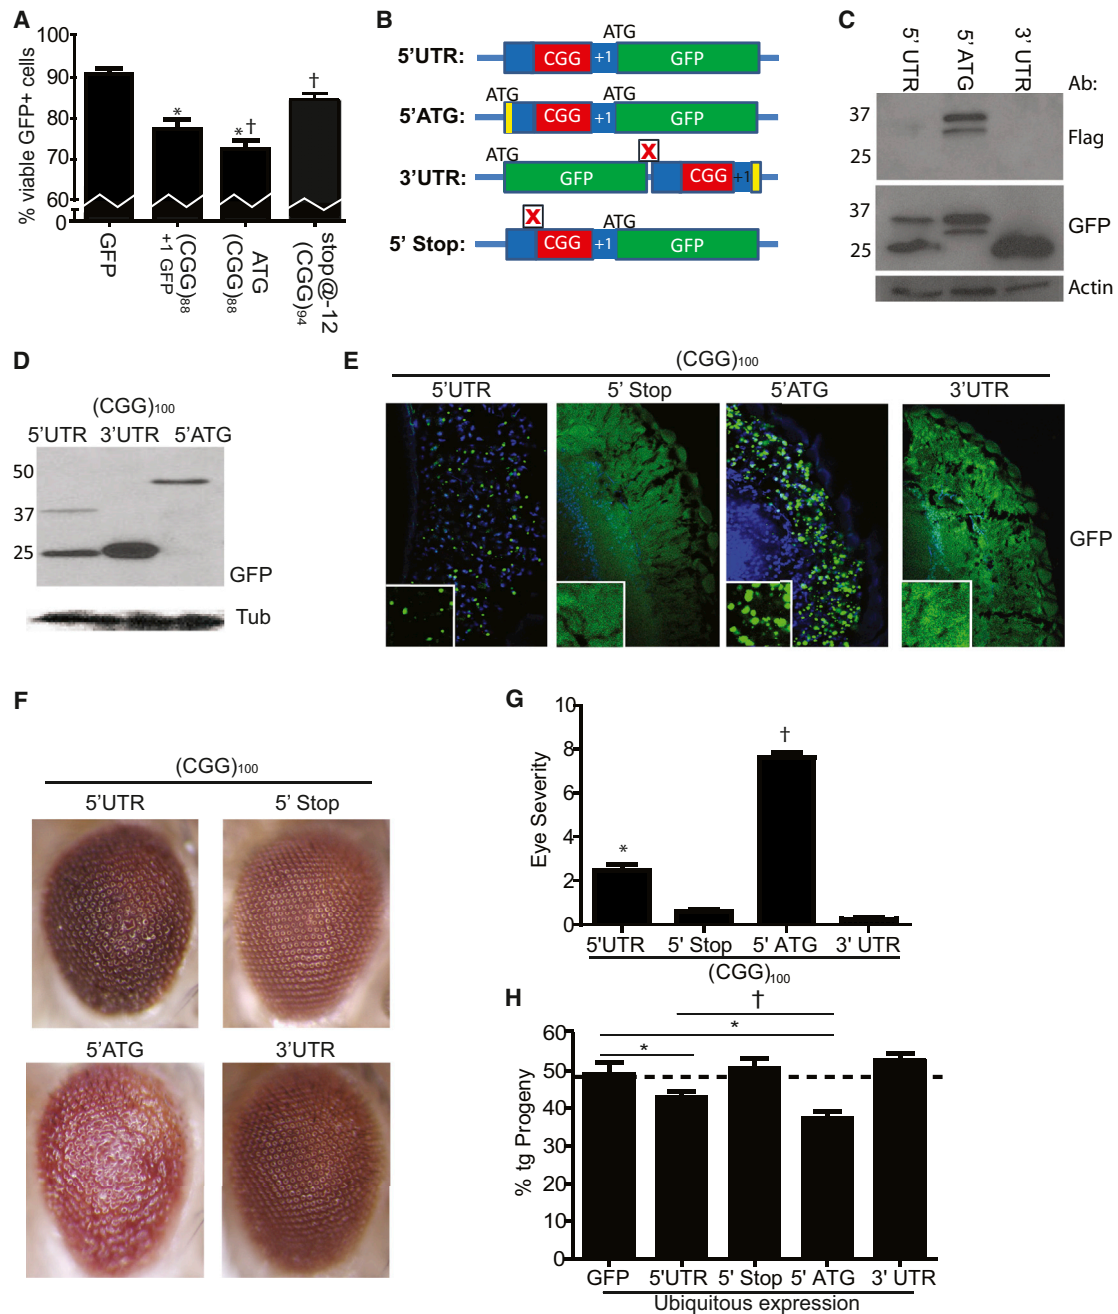 A
% viable GFP+ cells
100
90
80
70
60
0
*
*†
†
GFP
(CGG)88
+1 GFP
ATG
(CGG)88
stop@-12
(CGG)94
B
ATG
5'UTR:
CGG
+1
GFP
ATG
ATG
5'ATG:
CGG
+1
GFP
ATG
X
3'UTR:
GFP
CGG
+1
X
ATG
5' Stop:
CGG
+1
GFP
C
5' UTR
5' ATG
3' UTR
Ab:
37
25
Flag
37
25
GFP
Actin
D
(CGG)100
5'UTR 3'UTR 5'ATG
50
37
25
GFP
Tub
E
(CGG)100
5'UTR
5' Stop
5'ATG
3'UTR
GFP
F
(CGG)100
5'UTR
5' Stop
5'ATG
3'UTR
G
Eye Severity
10
8
6
4
2
0
*
†
5'UTR
5' Stop
5' ATG
3' UTR
(CGG)100
H
% tg Progeny
60
50
40
30
20
10
0
†
*
*
GFP
5'UTR
5' Stop
5' ATG
3' UTR
Ubiquitous expression